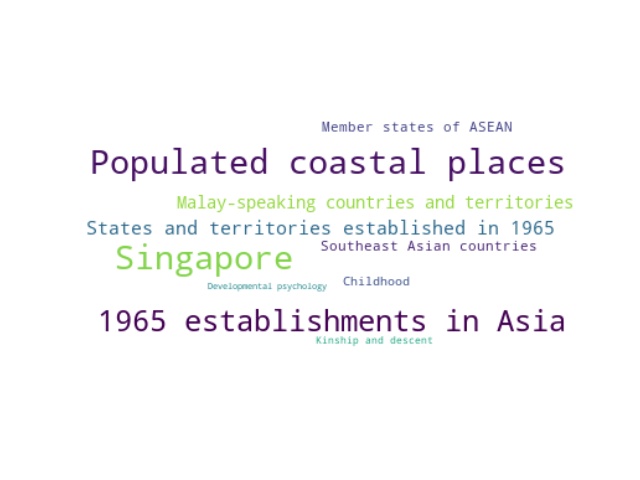 Member states of ASEAN
Populated coastal places
Malay-speaking countries and territories
States and territories established in 1965
Southeast Asian countries
Singapore
Childhood
Developmental psychology
1965 establishments in Asia
Kinship and descent